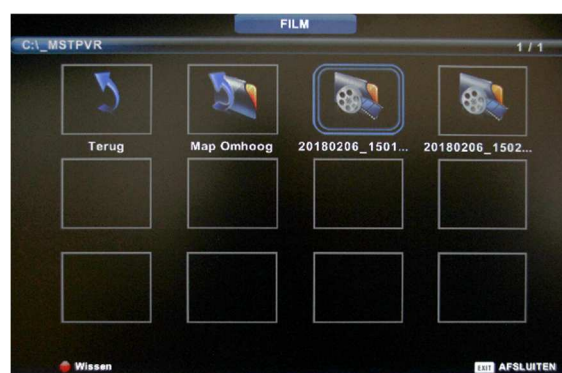 FILM
C:\_MSTPVR 1 / 1
Terug Map Omhoog 20180206_1501... 20180206_1502...
Wissen EXIT AFSLUITEN